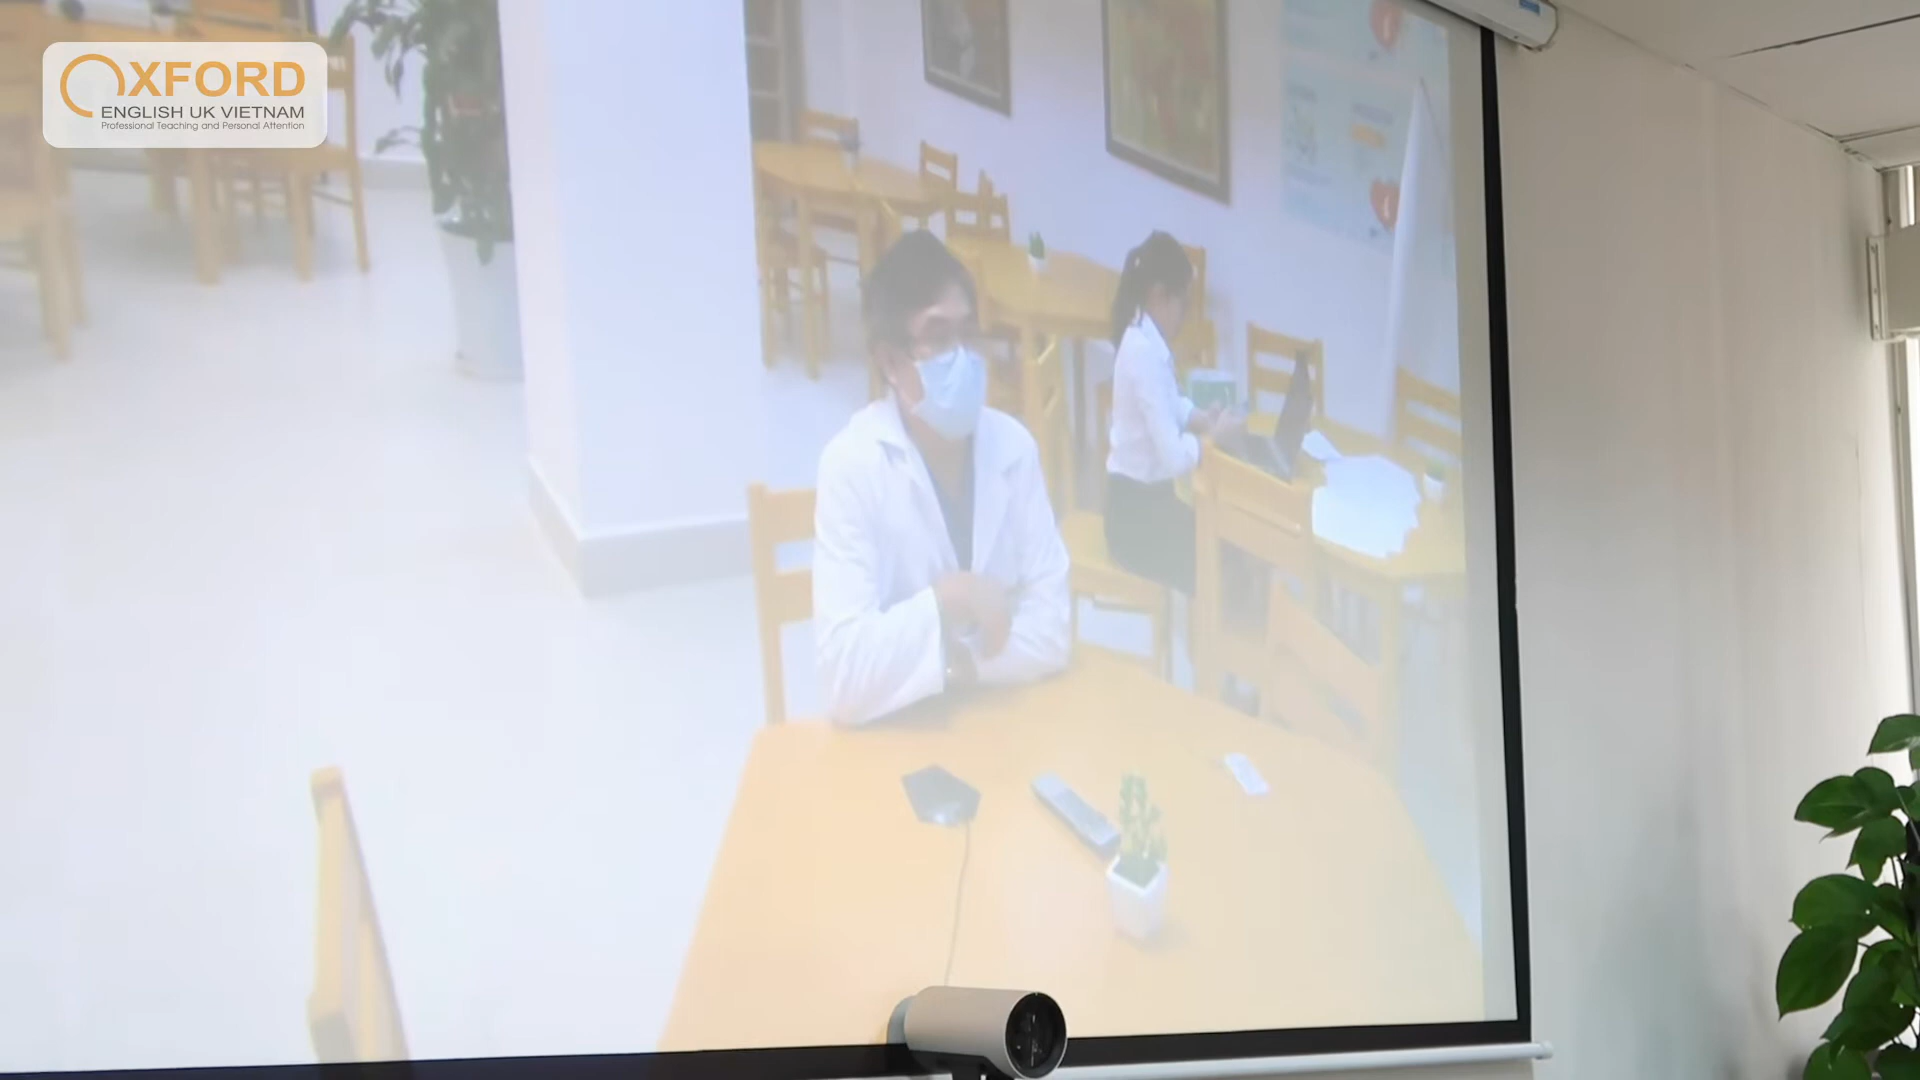 OXFORD
ENGLISH UK VIETNAM
Professional Teaching and Personal Attention